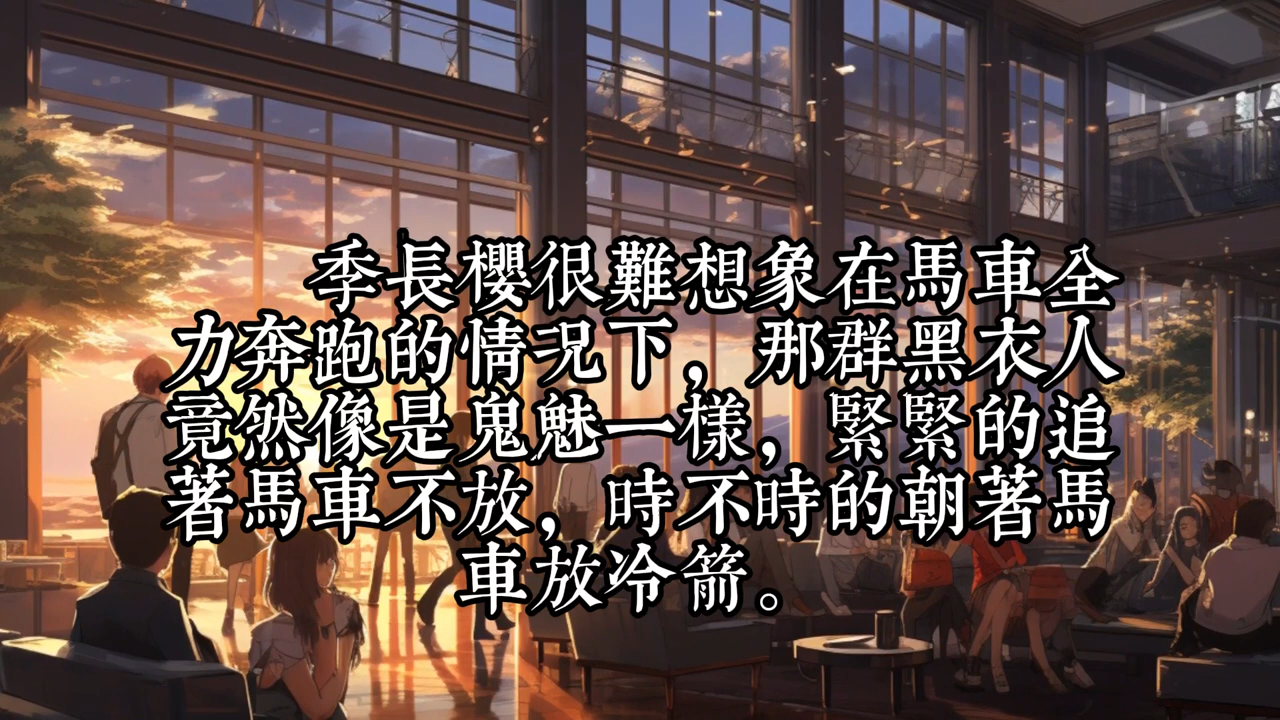 季長櫻很難想象在馬車全
力奔跑的情況下，那群黑衣人
竟然像是鬼魅一樣，緊緊的追
著馬車不放，時不時的朝著馬
車放冷箭。